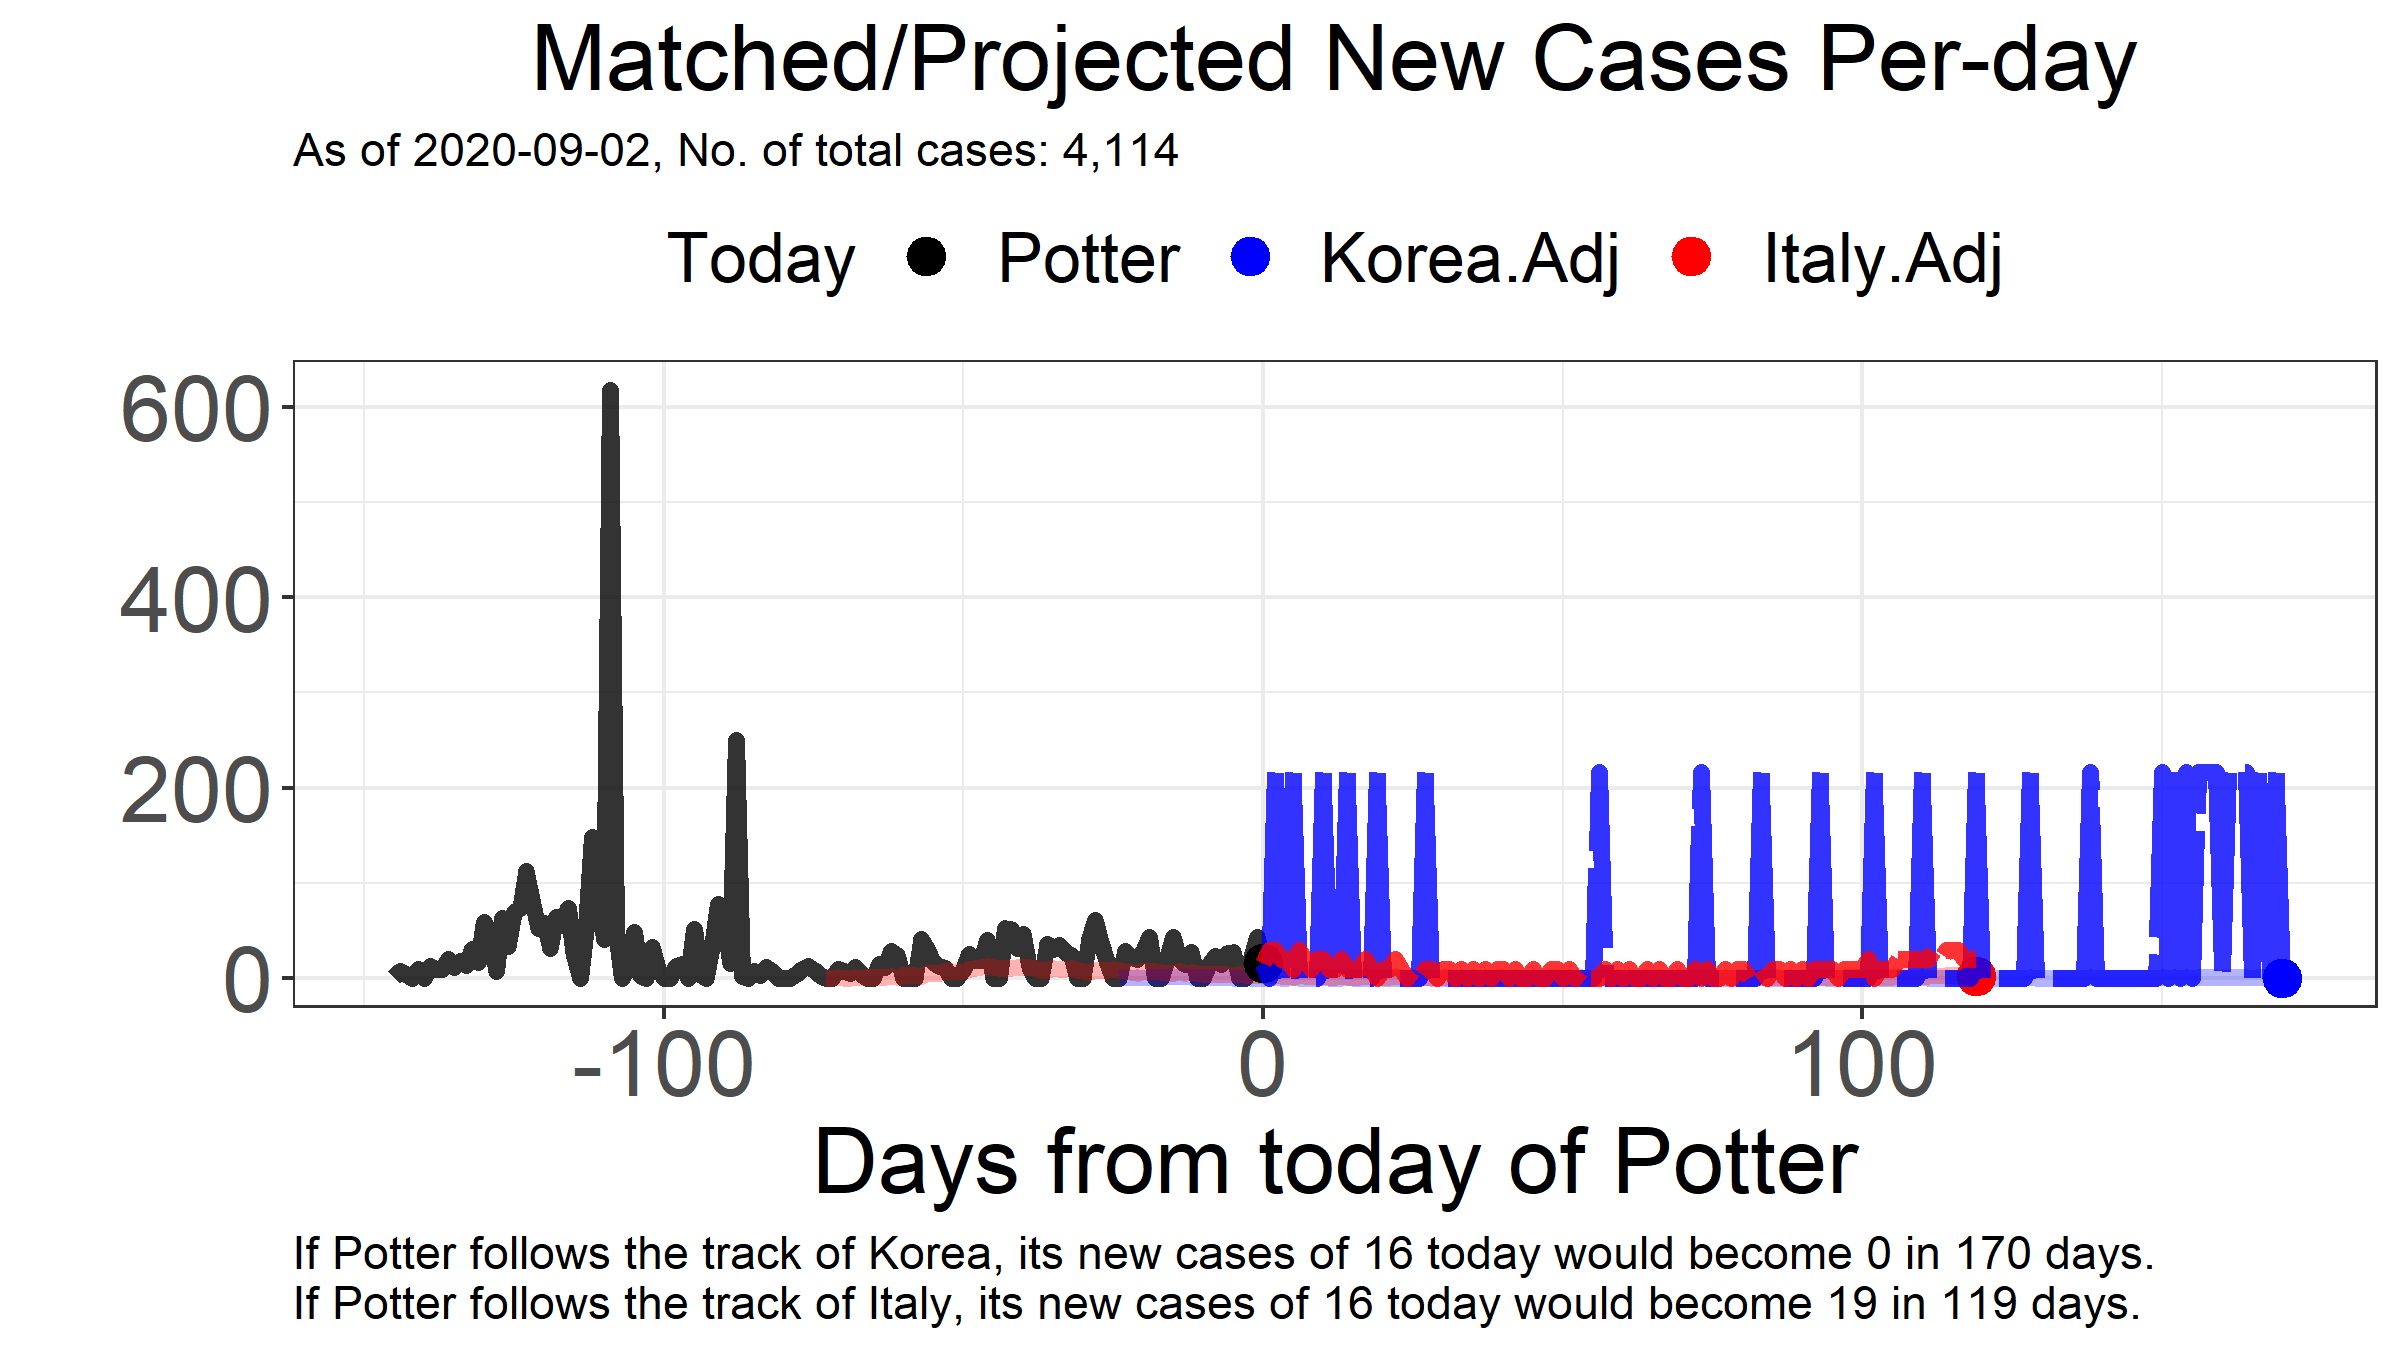 Matched/Projected New Cases Per-day
As of 2020-09-02, No. of total cases: 4,114
Today Potter Korea.Adj Italy.Adj
600
400
200
0
-100 0 100
Days from today of Potter
If Potter follows the track of Korea, its new cases of 16 today would become 0 in 170 days.
If Potter follows the track of Italy, its new cases of 16 today would become 19 in 119 days.